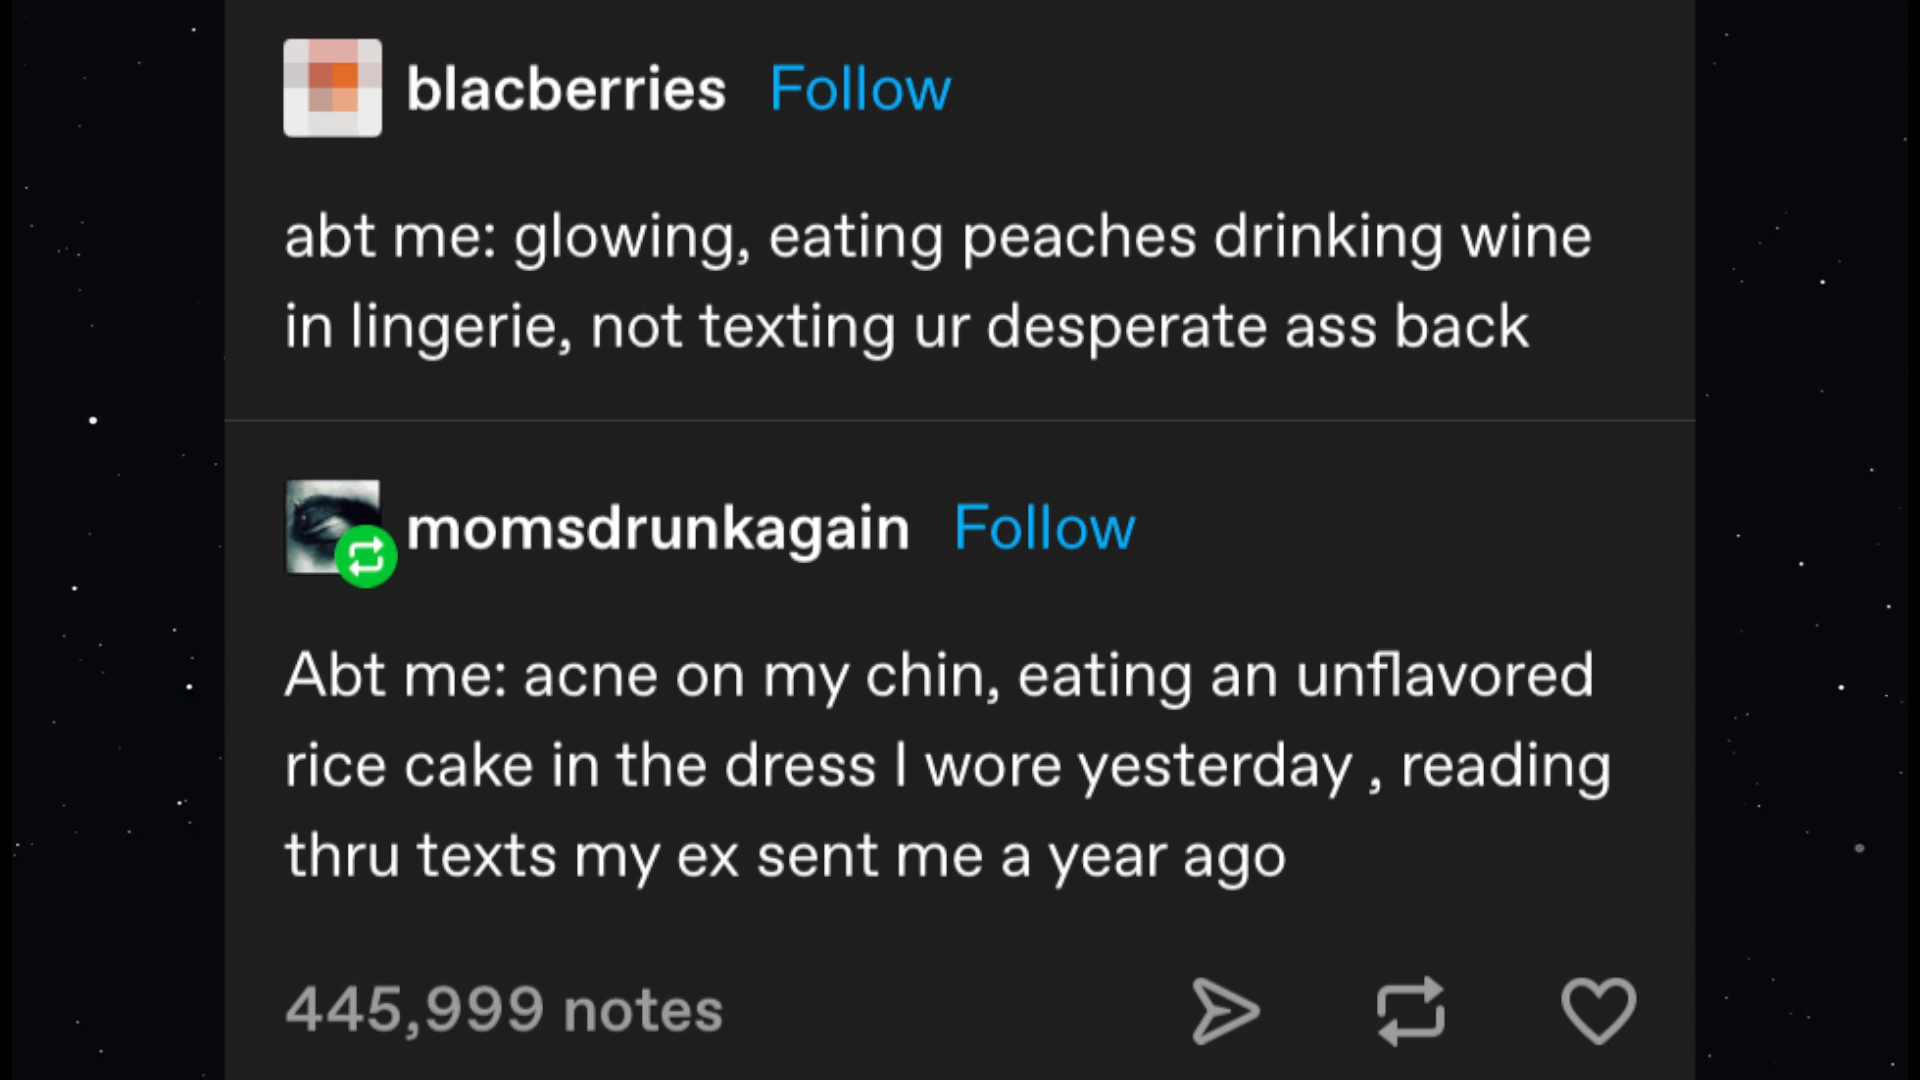 blacberries Follow
abt me: glowing, eating peaches drinking wine
in lingerie, not texting ur desperate ass back
momsdrunkagain Follow
Abt me: acne on my chin, eating an unflavored
rice cake in the dress I wore yesterday , reading
thru texts my ex sent me a year ago
445,999 notes